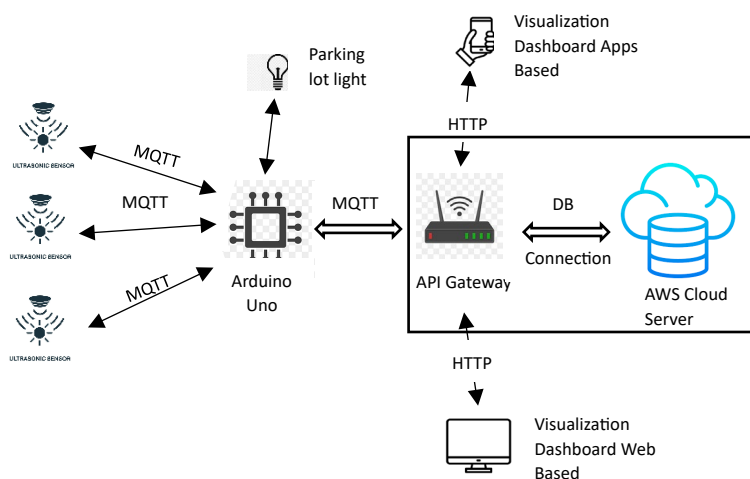 Visualization
Dashboard Apps
Based
Parking
lot light
HTTP
MQTT
ULTRASONIC SENSOR
MQTT
MQTT
DB
ULTRASONIC SENSOR
Connection
MQTT
Arduino
Uno
API Gateway
AWS Cloud
Server
ULTRASONIC SENSOR
HTTP
Visualization
Dashboard Web
Based